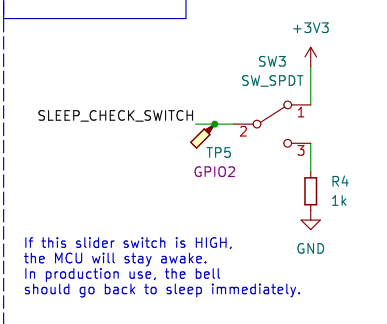 +3V3
SW3
SW_SPDT
SLEEP_CHECK_SWITCH
1
2
3
TP5
GPIO2
R4
1k
GND
If this slider switch is HIGH,
the MCU will stay awake.
In production use, the bell
should go back to sleep immediately.